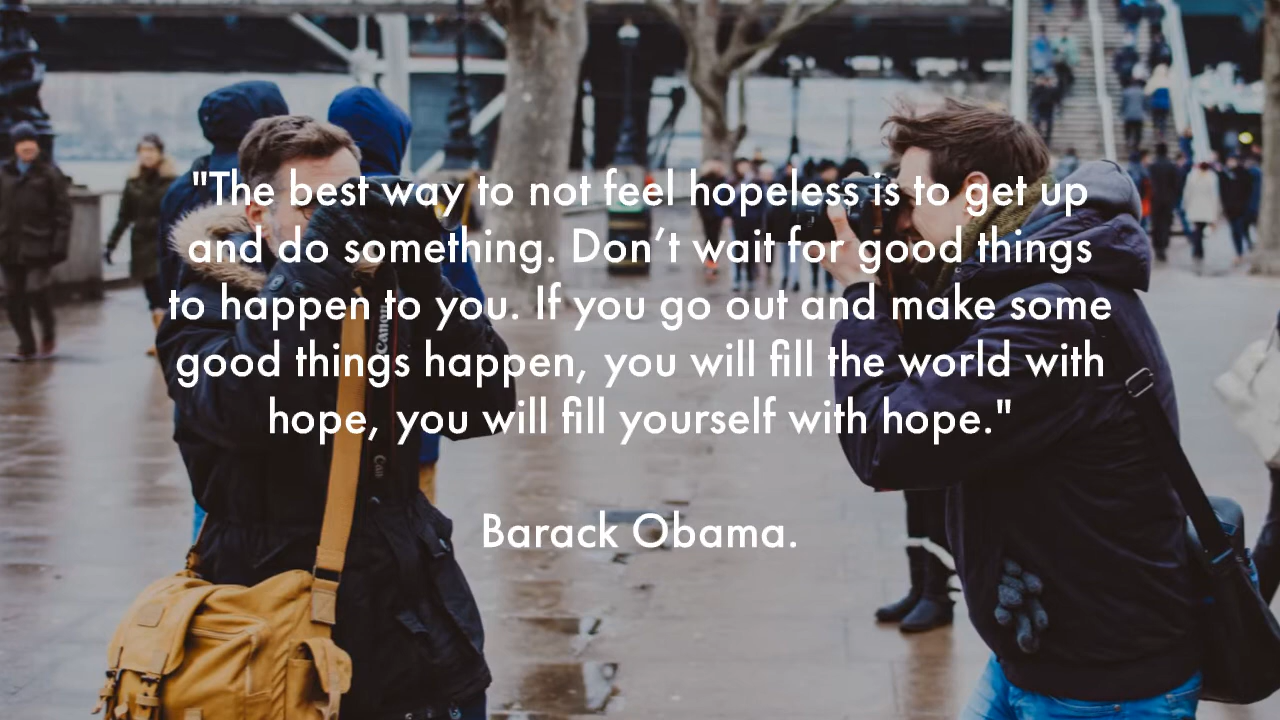 "The best way to not feel hopeless is to get up
and do something. Don’t wait for good things
to happen to you. If you go out and make some
good things happen, you will fill the world with
hope, you will fill yourself with hope."
Barack Obama.
Canon
Can